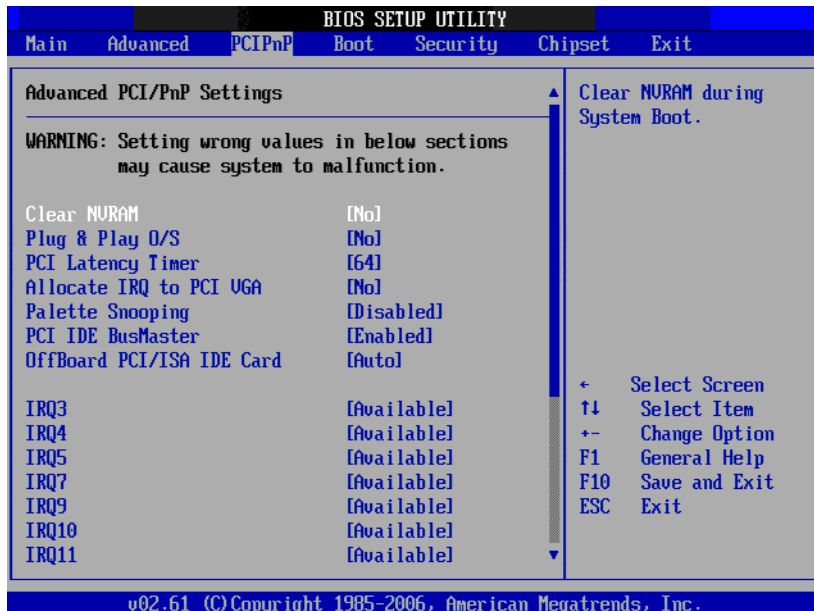 BIOS SETUP UTILITY
Main Advanced PCIPnP Boot Security Chipset Exit
Advanced PCI/PnP Settings
WARNING: Setting wrong values in below sections
may cause system to malfunction.
Clear NVRAM [No]
Plug & Play O/S [No]
PCI Latency Timer [64]
Allocate IRQ to PCI VGA [No]
Palette Snooping [Disabled]
PCI IDE BusMaster [Enabled]
OffBoard PCI/ISA IDE Card [Auto]
IRQ3 [Available]
IRQ4 [Available]
IRQ5 [Available]
IRQ7 [Available]
IRQ9 [Available]
IRQ10 [Available]
IRQ11 [Available]
Clear NVRAM during
System Boot.
← Select Screen
↑↓ Select Item
+- Change Option
F1 General Help
F10 Save and Exit
ESC Exit
v02.61 (C)Copyright 1985-2006, American Megatrends, Inc.